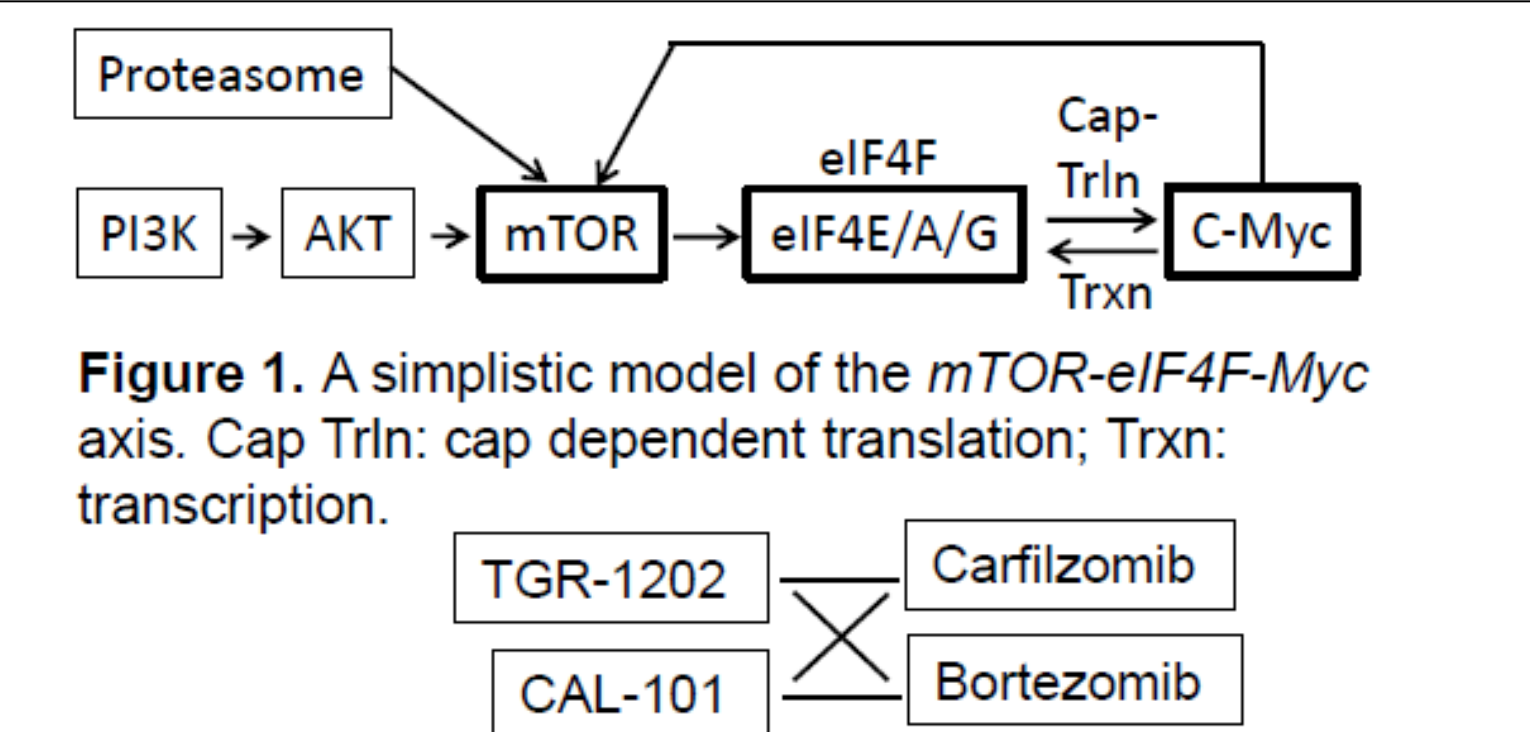 Proteasome
Cap-
eIF4F
Trln
PI3K
AKT
mTOR
eIF4E/A/G
C-Myc
Trxn
Figure 1. A simplistic model of the mTOR-eIF4F-Myc
axis. Cap Trln: cap dependent translation; Trxn:
transcription.
TGR-1202
Carfilzomib
CAL-101
Bortezomib